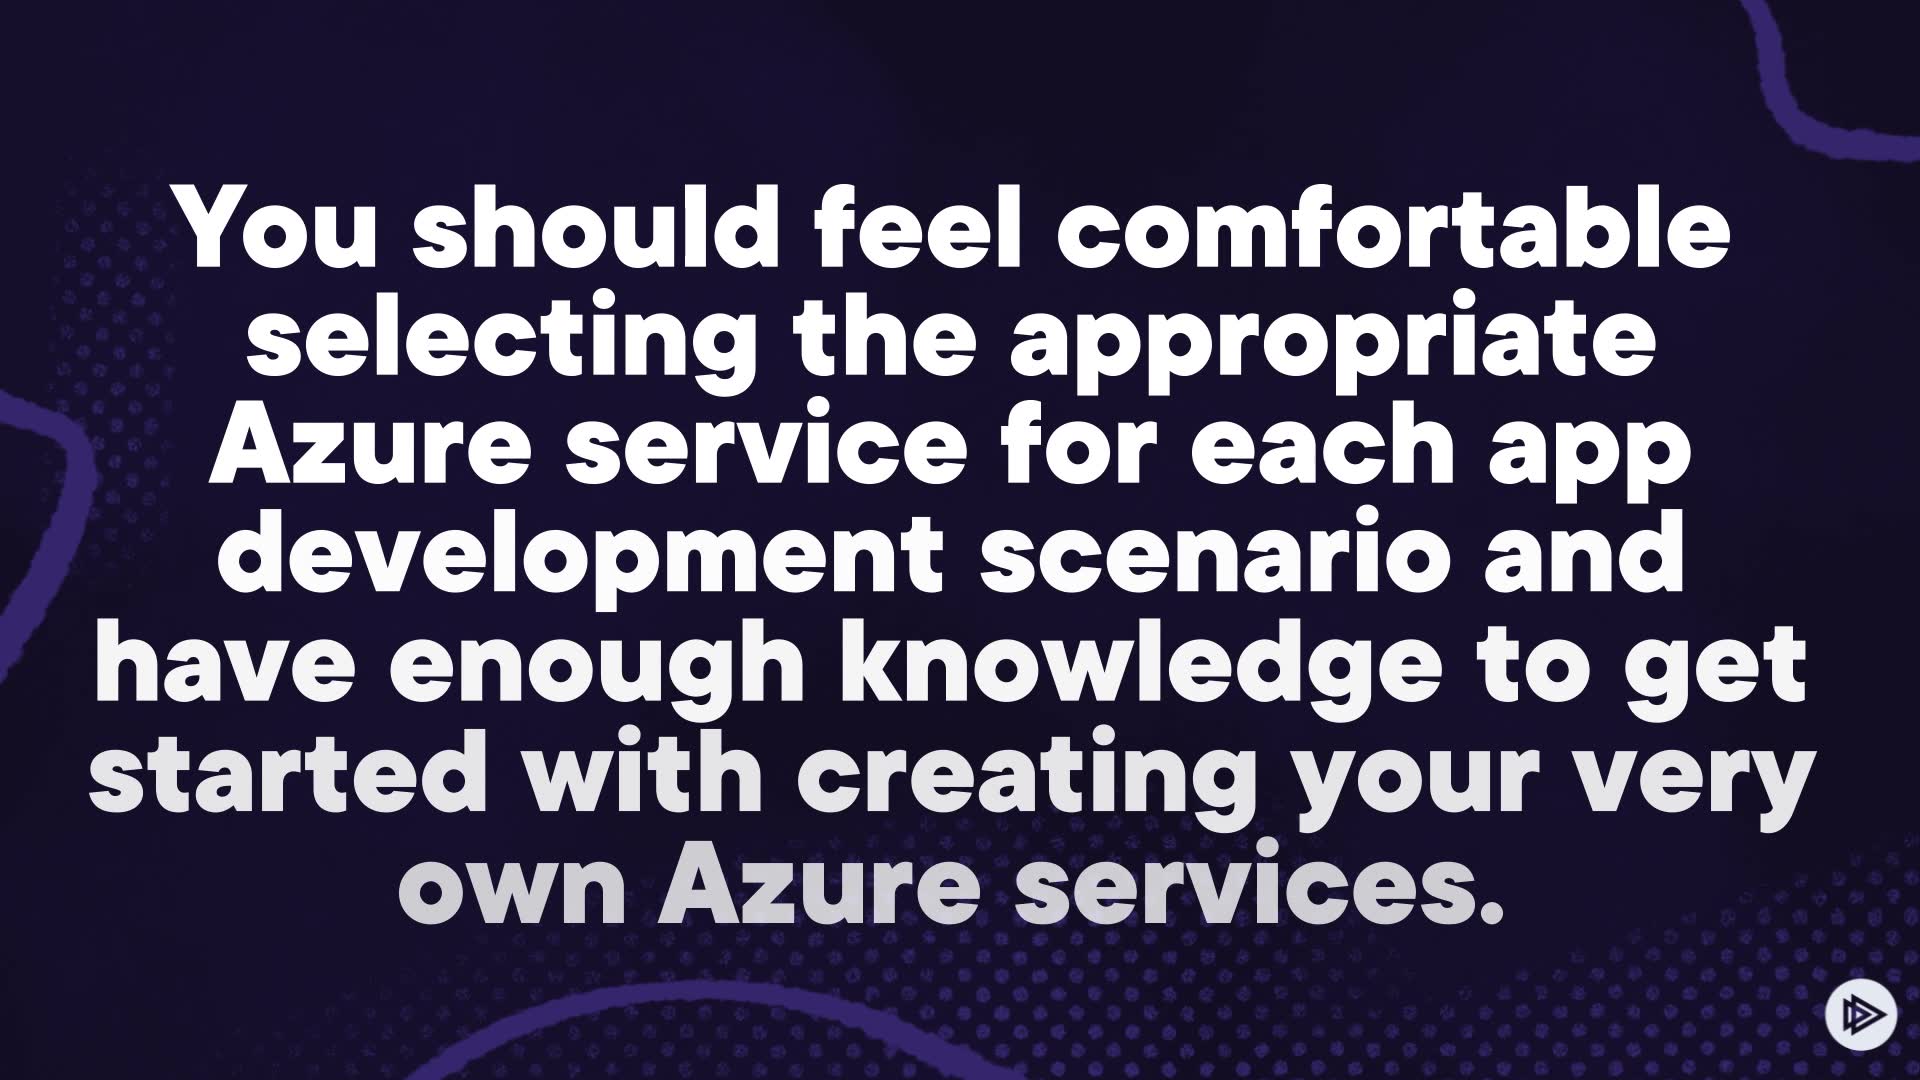 You should feel comfortable
selecting the appropriate
Azure service for each app
development scenario and
have enough knowledge to get
started with creating your very
own Azure services.